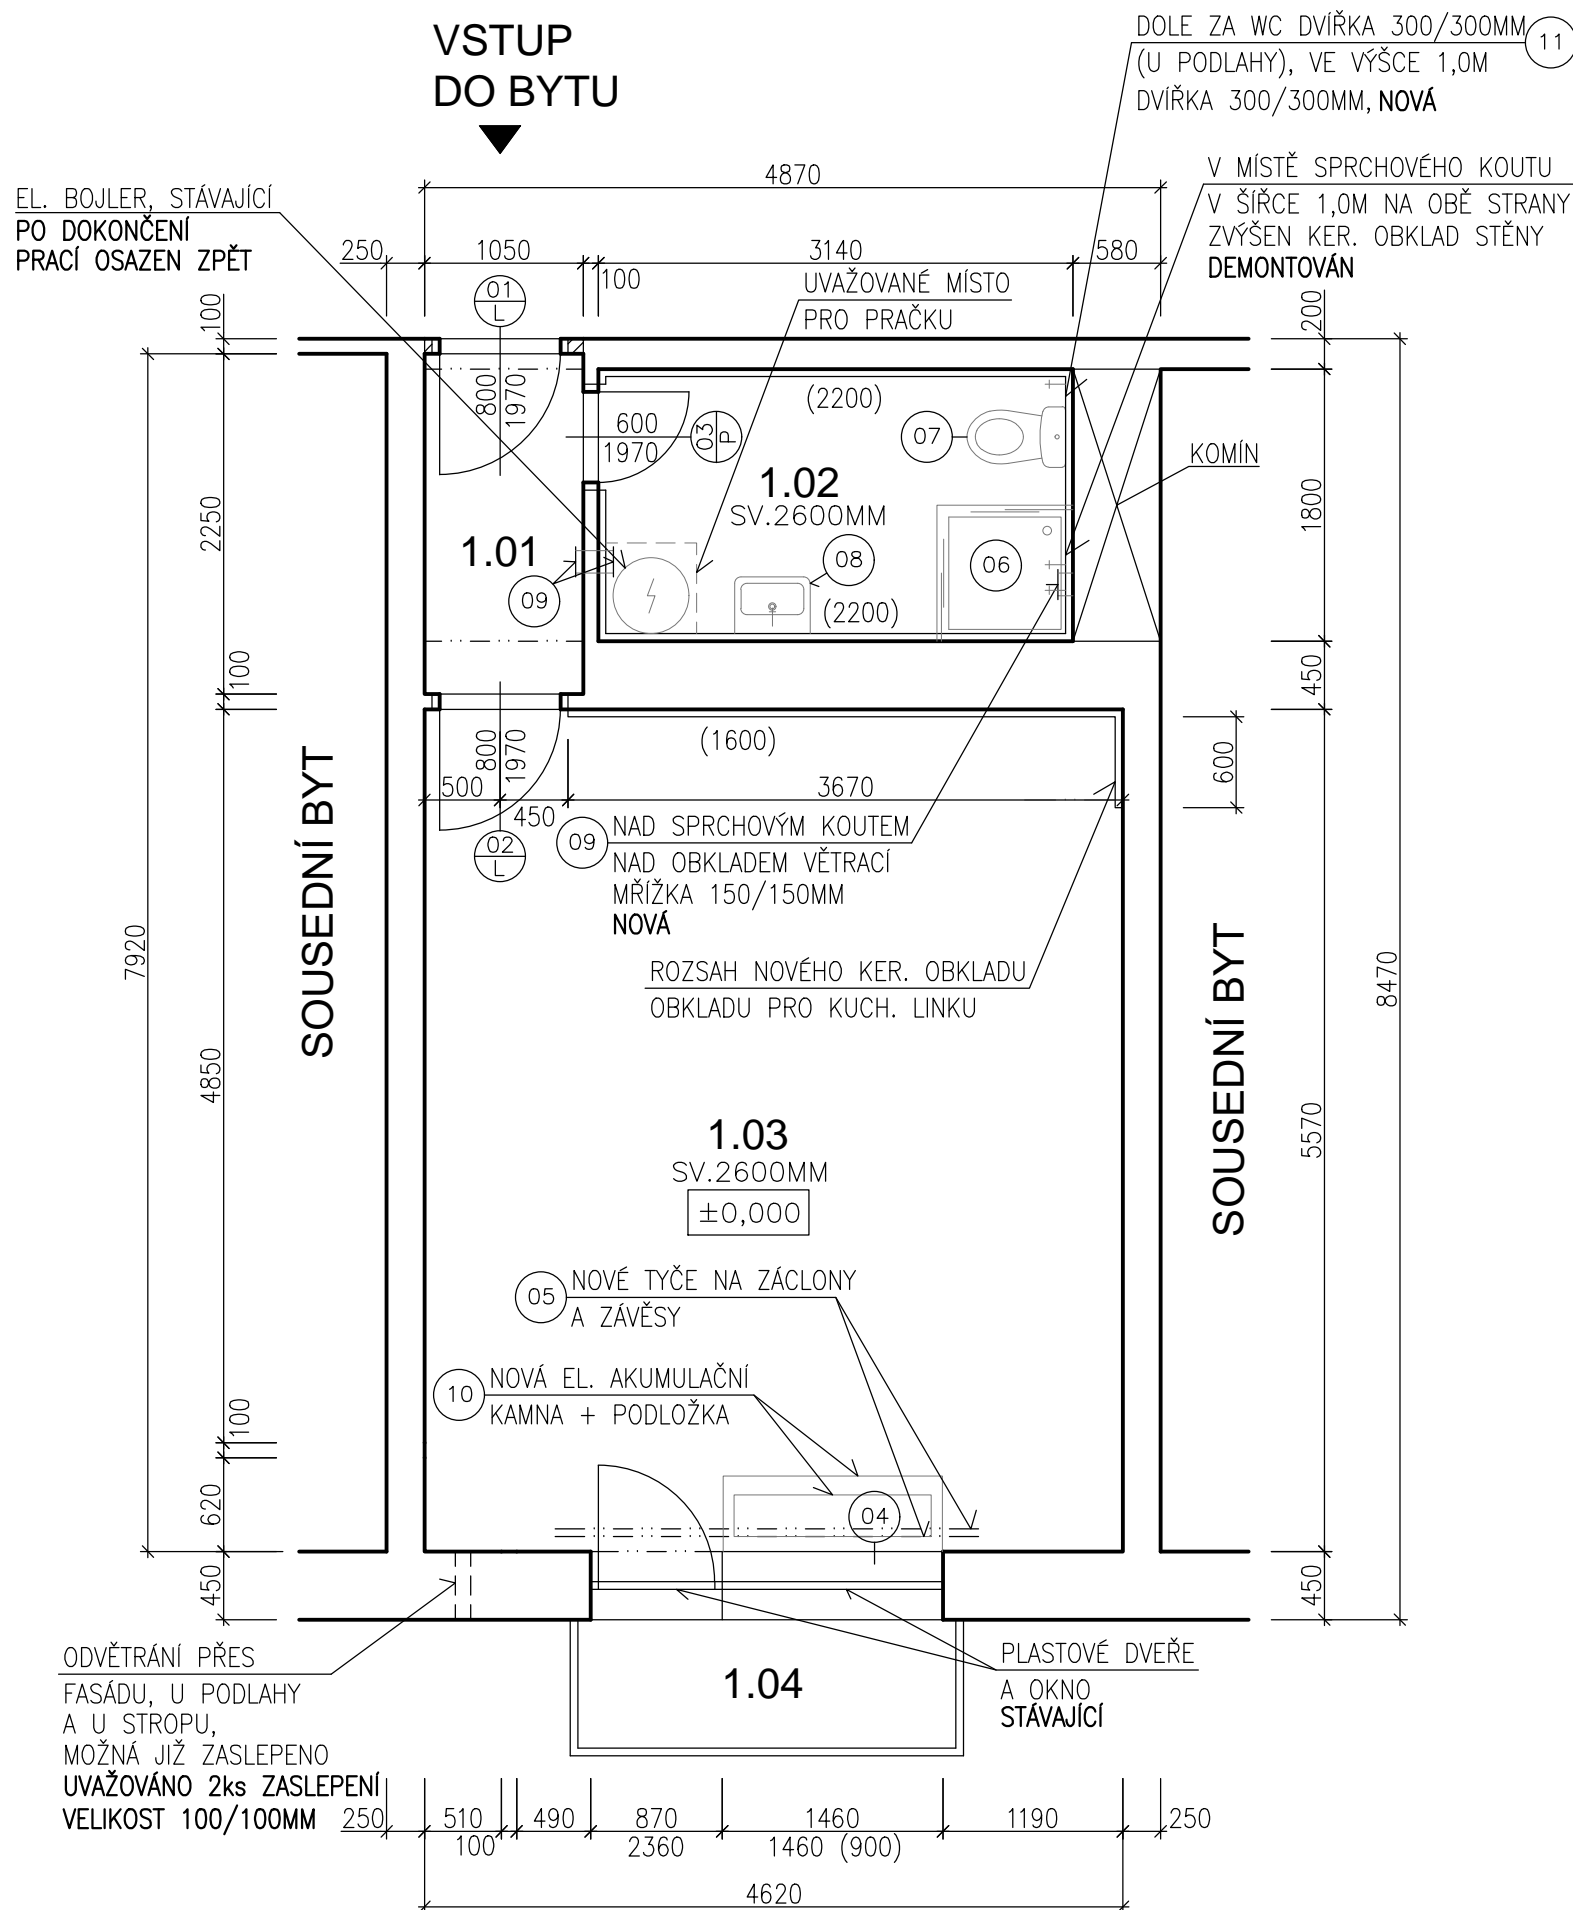 VSTUP
DO BYTU
DOLE ZA WC DVÍŘKA 300/300MM
(U PODLAHY), VE VÝŠCE 1,0M
DVÍŘKA 300/300MM, NOVÁ
11
V MÍSTĚ SPRCHOVÉHO KOUTU
V ŠÍŘCE 1,0M NA OBĚ STRANY
ZVÝŠEN KER. OBKLAD STĚNY
DEMONTOVÁN
EL. BOJLER, STÁVAJÍCÍ
PO DOKONČENÍ
PRACÍ OSAZEN ZPĚT
4870
250
1050
100
3140
580
UVAŽOVANÉ MÍSTO
PRO PRAČKU
01
L
100
200
800
1970
600
1970
03
P
(2200)
07
KOMÍN
1.02
SV.2600MM
2250
1800
1.01
09
08
06
(2200)
100
450
(1600)
800
1970
600
500
450
3670
02
L
09
NAD SPRCHOVÝM KOUTEM
NAD OBKLADEM VĚTRACÍ
MŘÍŽKA 150/150MM
NOVÁ
SOUSEDNÍ BYT
SOUSEDNÍ BYT
7920
8470
ROZSAH NOVÉHO KER. OBKLADU
OBKLADU PRO KUCH. LINKU
4850
5570
1.03
SV.2600MM
±0,000
05
NOVÉ TYČE NA ZÁCLONY
A ZÁVĚSY
10
NOVÁ EL. AKUMULAČNÍ
KAMNA + PODLOŽKA
100
620
04
450
450
ODVĚTRÁNÍ PŘES
FASÁDU, U PODLAHY
A U STROPU,
MOŽNÁ JIŽ ZASLEPENO
UVAŽOVÁNO 2ks ZASLEPENÍ
VELIKOST 100/100MM
1.04
PLASTOVÉ DVEŘE
A OKNO
STÁVAJÍCÍ
250
510
100
490
870
2360
1460
1460 (900)
1190
250
4620